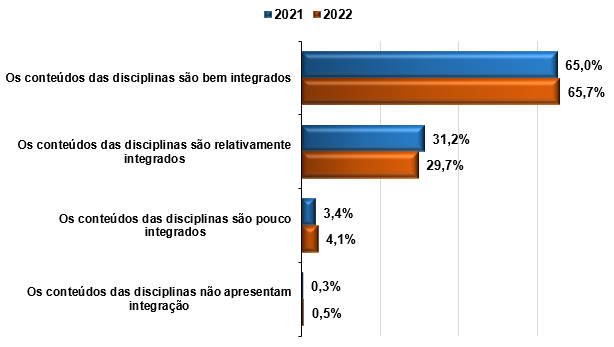 2021 2022
Os conteúdos das disciplinas são bem integrados
65,0%
65,7%
Os conteúdos das disciplinas são relativamente
integrados
31,2%
29,7%
Os conteúdos das disciplinas são pouco
integrados
3,4%
4,1%
Os conteúdos das disciplinas não apresentam
integração
0,3%
0,5%